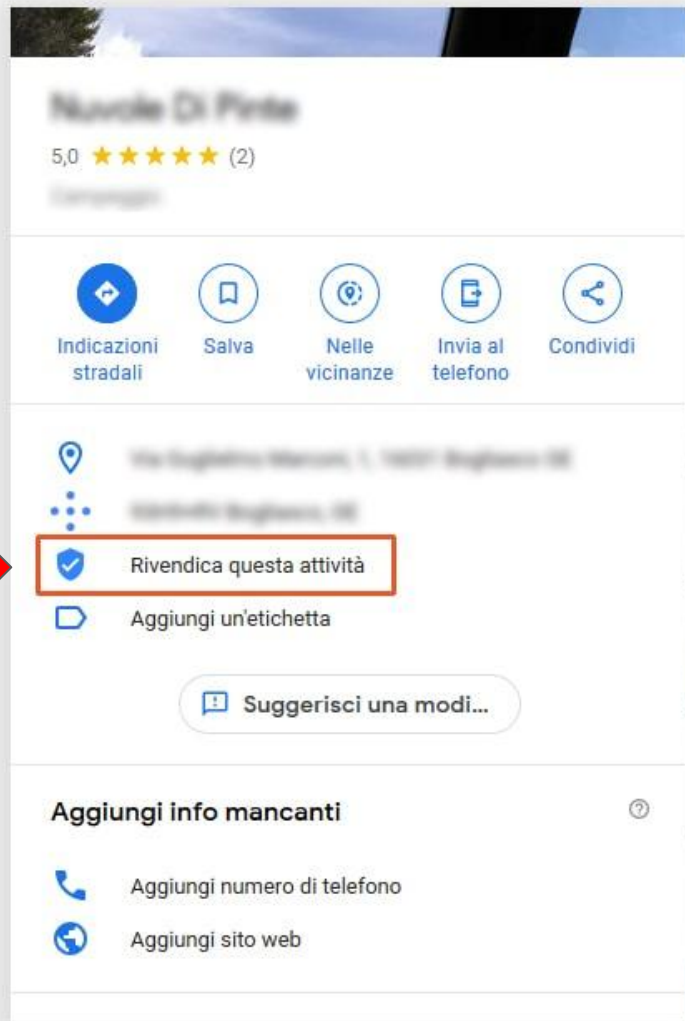 5,0 ★★★★★ (2)
Indicazioni stradali
Salva
Nelle vicinanze
Invia al telefono
Condividi
Rivendica questa attività
Aggiungi un'etichetta
Suggerisci una modi...
Aggiungi info mancanti
Aggiungi numero di telefono
Aggiungi sito web